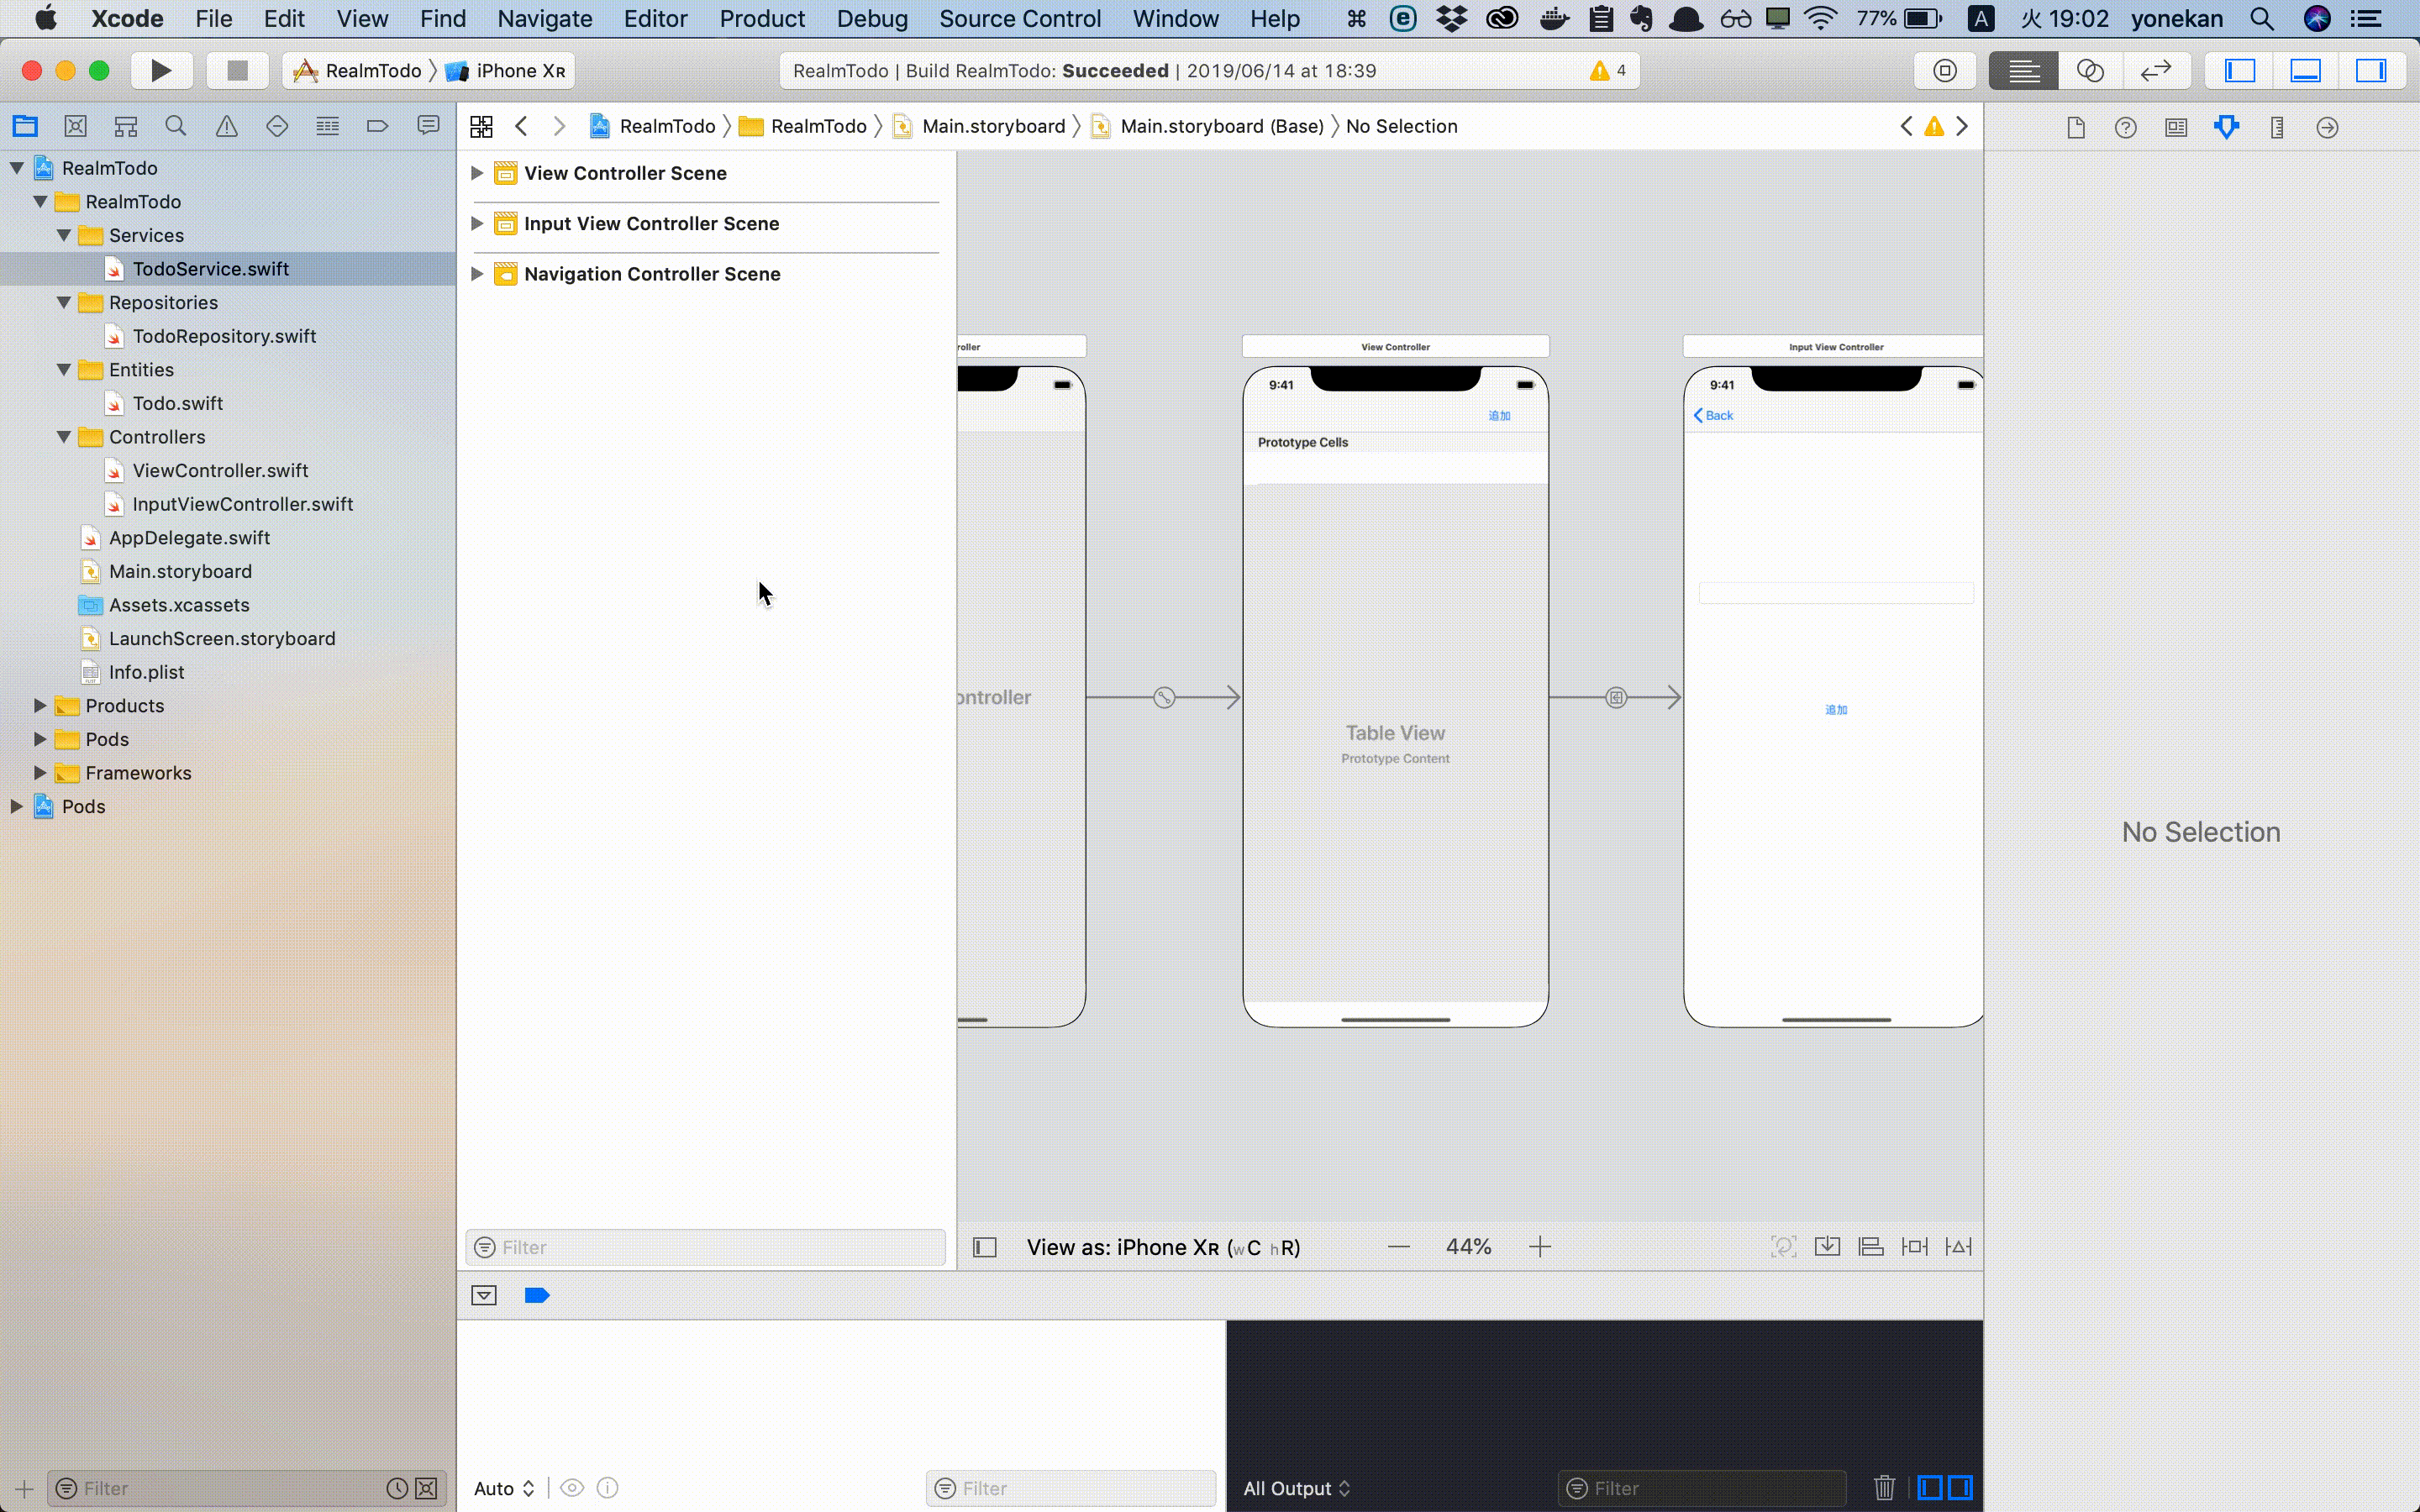 Xcode File Edit View Find Navigate Editor Product Debug Source Control Window Help 77% A 火 19:02 yonekan
RealmTodo iPhone XR
RealmTodo | Build RealmTodo: Succeeded | 2019/06/14 at 18:39 4
RealmTodo RealmTodo Main.storyboard Main.storyboard (Base) No Selection
RealmTodo
RealmTodo
Services
TodoService.swift
Repositories
TodoRepository.swift
Entities
Todo.swift
Controllers
ViewController.swift
InputViewController.swift
AppDelegate.swift
Main.storyboard
Assets.xcassets
LaunchScreen.storyboard
Info.plist
Products
Pods
Frameworks
Pods
Filter
View Controller Scene
Input View Controller Scene
Navigation Controller Scene
Filter
roller
ontroller
View Controller
9:41
追加
Prototype Cells
Table View
Prototype Content
Input View Controller
9:41
Back
追加
View as: iPhone XR (wC hR)
44%
No Selection
Auto
Filter
All Output
Filter